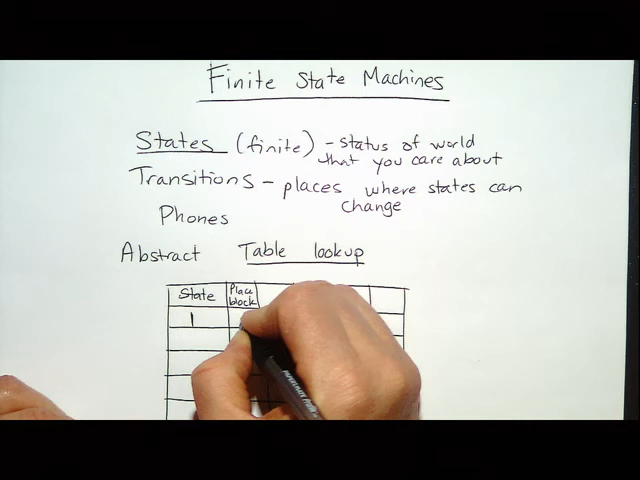 Finite State Machines
States (finite) - status of world
that you care about
Transitions - places where states can
change
Phones
Abstract Table lookup
State Place
block
1